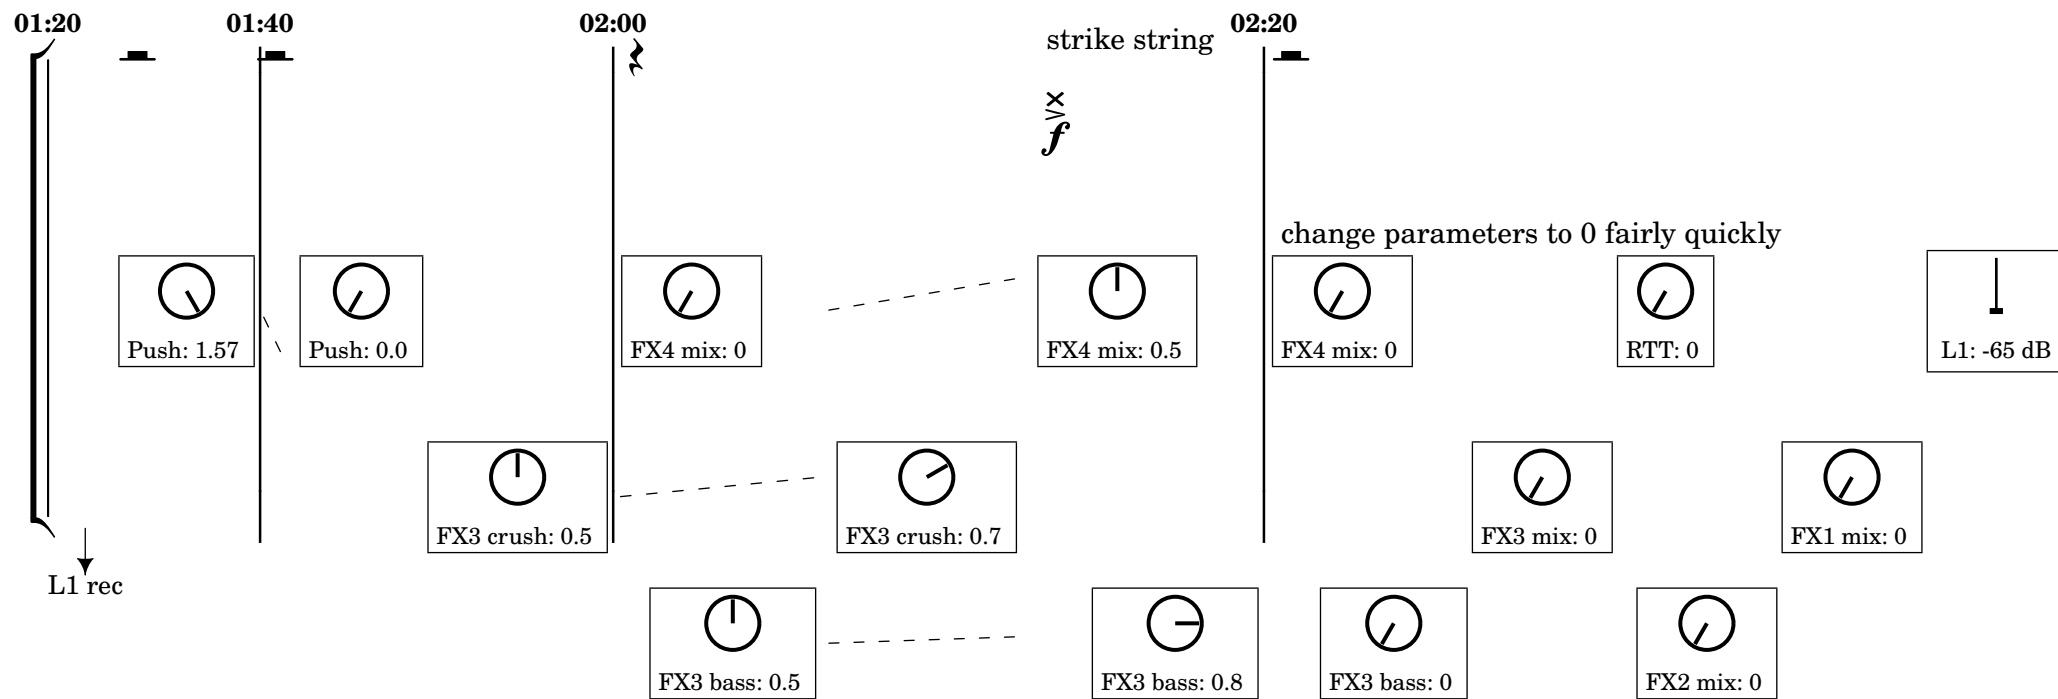 01:20 01:40 02:00 02:20
strike string
f
change parameters to 0 fairly quickly
Push: 1.57 Push: 0.0 FX4 mix: 0 FX4 mix: 0.5 FX4 mix: 0 RTT: 0 L1: -65 dB
FX3 crush: 0.5 FX3 crush: 0.7 FX3 mix: 0 FX1 mix: 0
L1 rec
FX3 bass: 0.5 FX3 bass: 0.8 FX3 bass: 0 FX2 mix: 0